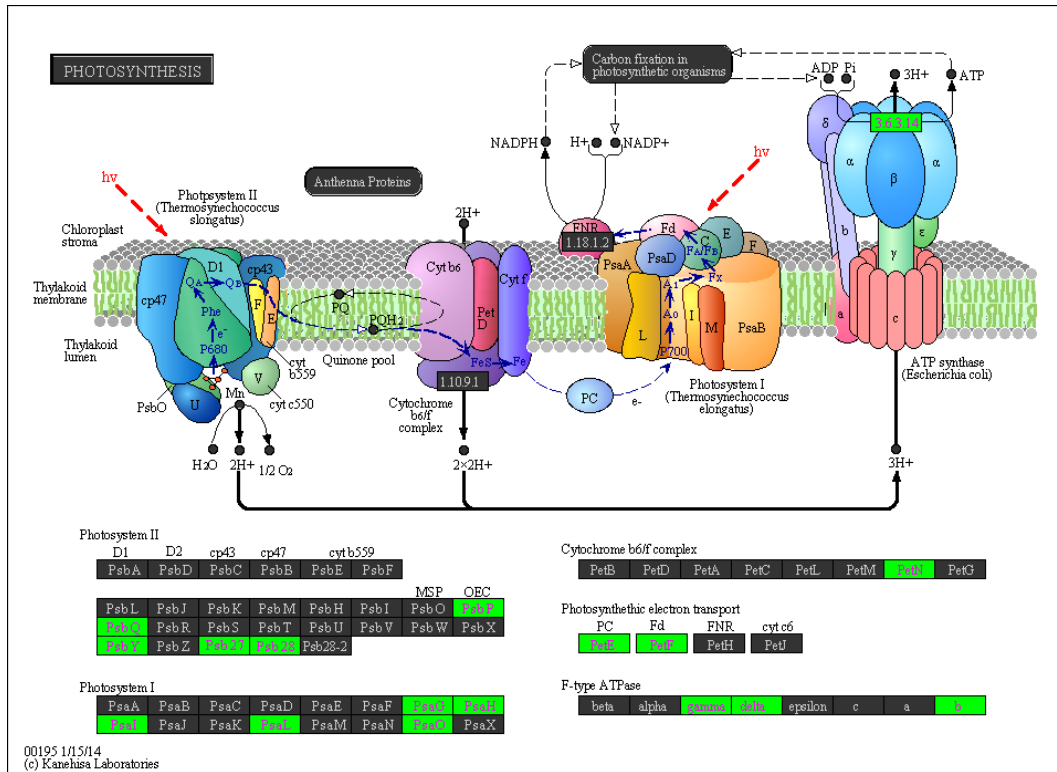 PHOTOSYNTHESIS
Carbon fixation in
photosynthetic organisms
ADP Pi
3H+
ATP
3.6.3.14
NADPH
H+
NADP+
hν
hν
Anthenna Proteins
Photpsystem II
(Thermosynechococcus
elongatus)
2H+
Chloroplast
stroma
Thylakoid
membrane
Thylakoid
lumen
D1
cp43
cp47
QA
QB
F
E
Phe
e-
P680
PQ
PQH2
Quinone pool
cyt
b559
V
cyt c550
PsbO
U
Mn
H2O
2H+
1/2 O2
Cyt b6
Cyt f
Pet
D
FeS
Fe
1.10.9.1
Cytochrome
b6/f
complex
2×2H+
PC
e-
FNR
1.18.1.2
Fd
PsaA
PsaD
C
FA/FB
E
F
A1
Fx
A0
P700
L
I
M
PsaB
Photosystem I
(Thermosynechococcus
elongatus)
δ
α
β
α
b
ε
γ
a
c
ATP synthase
(Escherichia coli)
3H+
Photosystem II
D1 D2 cp43 cp47 cyt b559
PsbA PsbD PsbC PsbB PsbE PsbF
MSP OEC
PsbL PsbJ PsbK PsbM PsbH PsbI PsbO PsbP
PsbQ PsbR PsbS PsbT PsbU PsbV PsbW PsbX
PsbY PsbZ Psb27 Psb28 Psb28-2
Photosystem I
PsaA PsaB PsaC PsaD PsaE PsaF PsaG PsaH
PsaI PsaJ PsaK PsaL PsaM PsaN PsaO PsaX
Cytochrome b6/f complex
PetB PetD PetA PetC PetL PetM PetN PetG
Photosynthethic electron transport
PC Fd FNR cyt c6
PetE PetF PetH PetJ
F-type ATPase
beta alpha gamma delta epsilon c a b
00195 1/15/14
(c) Kanehisa Laboratories